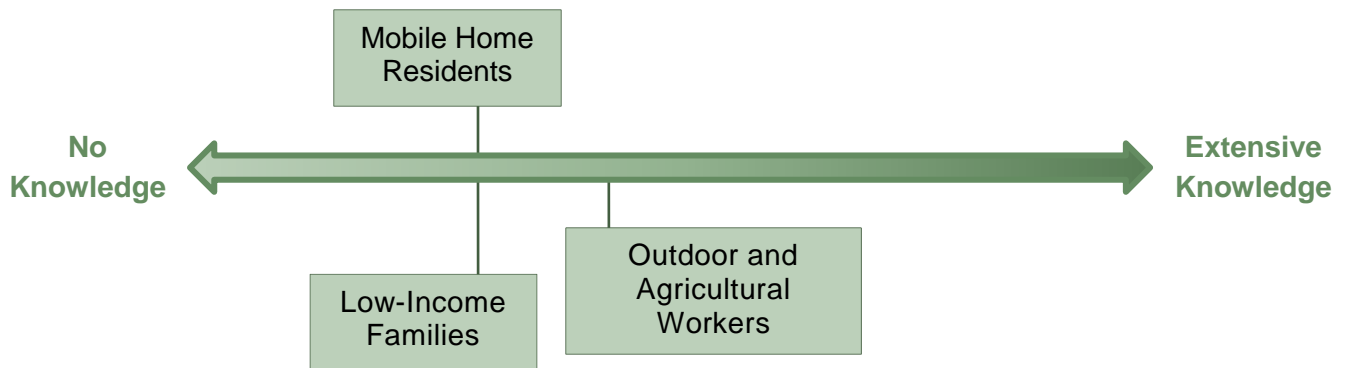 Mobile Home
Residents
No
Knowledge
Extensive
Knowledge
Outdoor and
Agricultural
Workers
Low-Income
Families